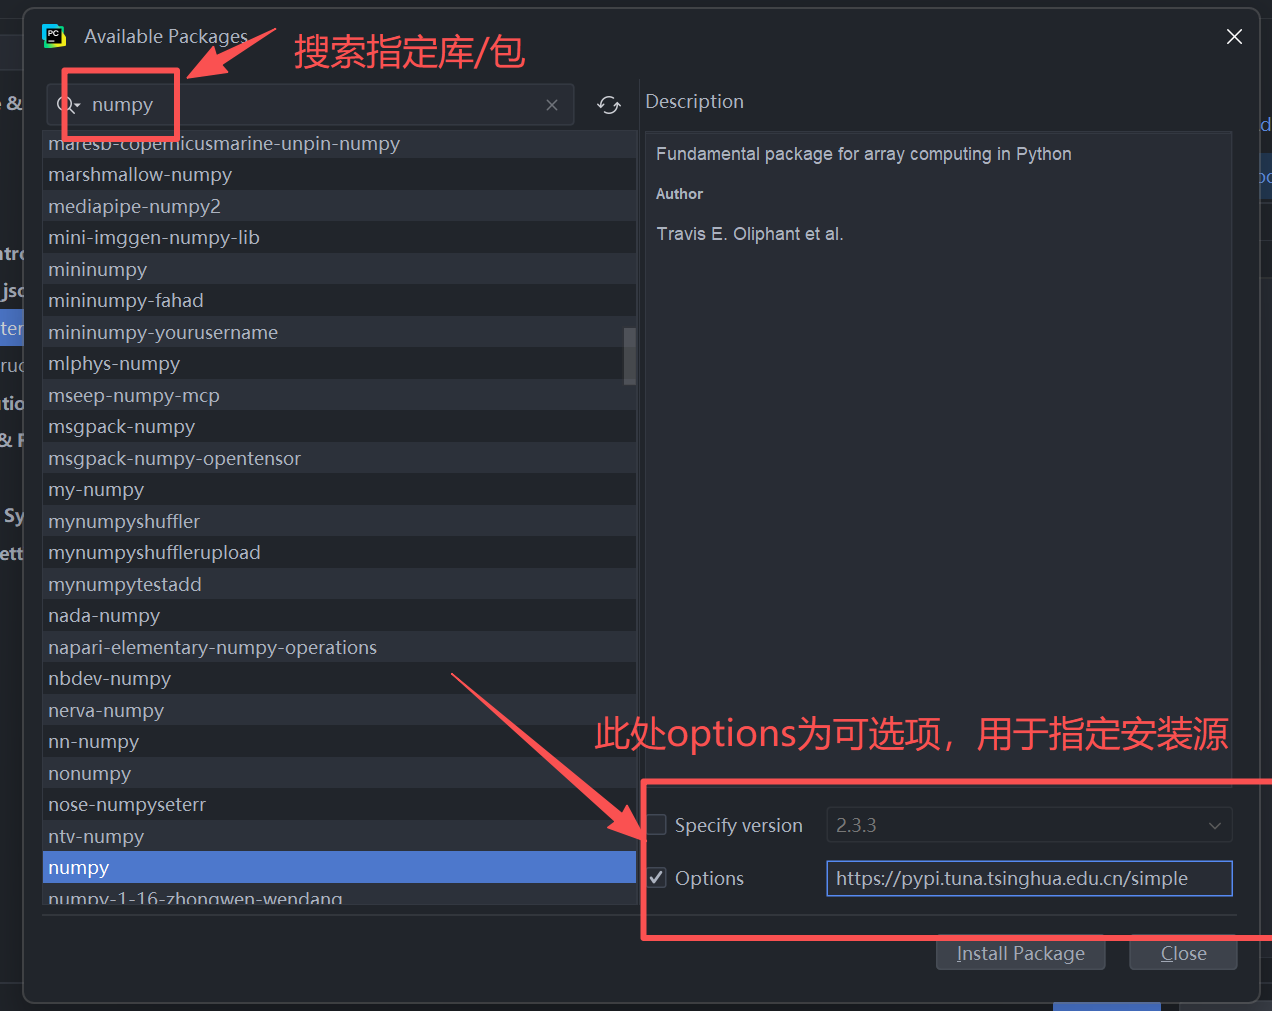 PC
Available Packages
搜索指定库/包
numpy
Description
maresb-copernicusmarine-unpin-numpy
marshmallow-numpy
mediapipe-numpy2
mini-imggen-numpy-lib
mininumpy
mininumpy-fahad
mininumpy-yourusername
mlphys-numpy
mseep-numpy-mcp
msgpack-numpy
msgpack-numpy-opentensor
my-numpy
mynumpyshuffler
mynumpyshufflerupload
mynumpytestadd
nada-numpy
napari-elementary-numpy-operations
nbdev-numpy
nerva-numpy
nn-numpy
nonumpy
nose-numpyseterr
ntv-numpy
numpy
numpy-1-16-zhongwen-wendang
Fundamental package for array computing in Python
Author
Travis E. Oliphant et al.
此处options为可选项，用于指定安装源
Specify version
2.3.3
Options
https://pypi.tuna.tsinghua.edu.cn/simple
Install Package
Close